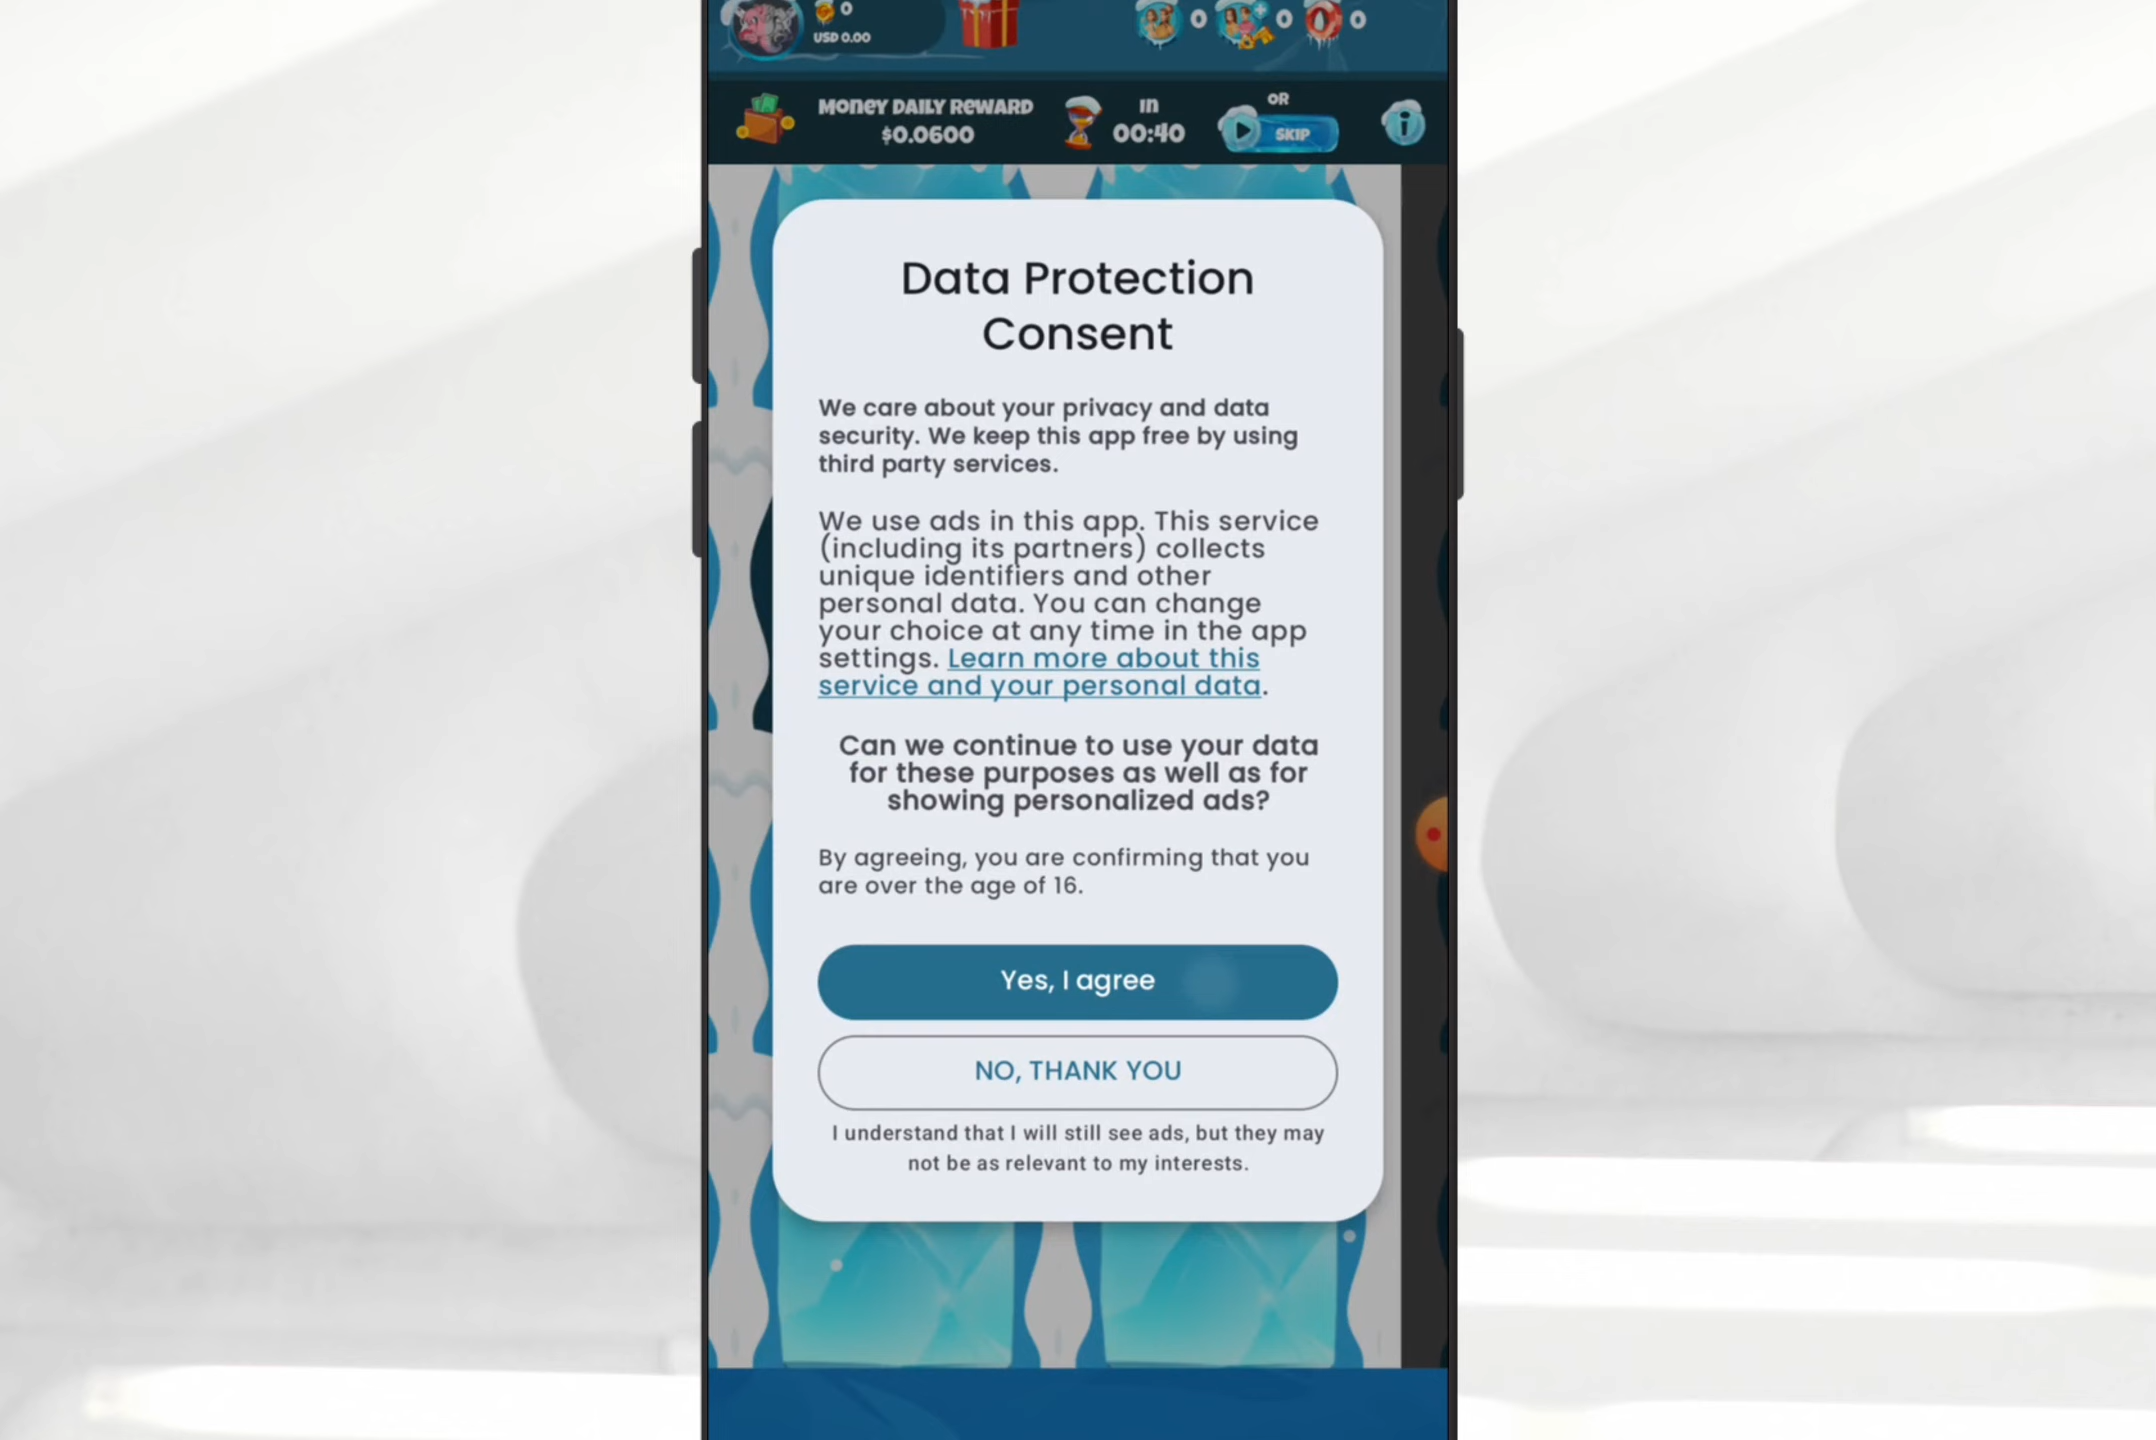 0
USD 0.00
0
0
0
MONEY DAILY REWARD
$0.0600
IN
00:40
OR
SKIP
Data Protection
Consent
We care about your privacy and data
security. We keep this app free by using
third party services.
We use ads in this app. This service
(including its partners) collects
unique identifiers and other
personal data. You can change
your choice at any time in the app
settings. Learn more about this
service and your personal data.
Can we continue to use your data
for these purposes as well as for
showing personalized ads?
By agreeing, you are confirming that you
are over the age of 16.
Yes, I agree
NO, THANK YOU
I understand that I will still see ads, but they may
not be as relevant to my interests.